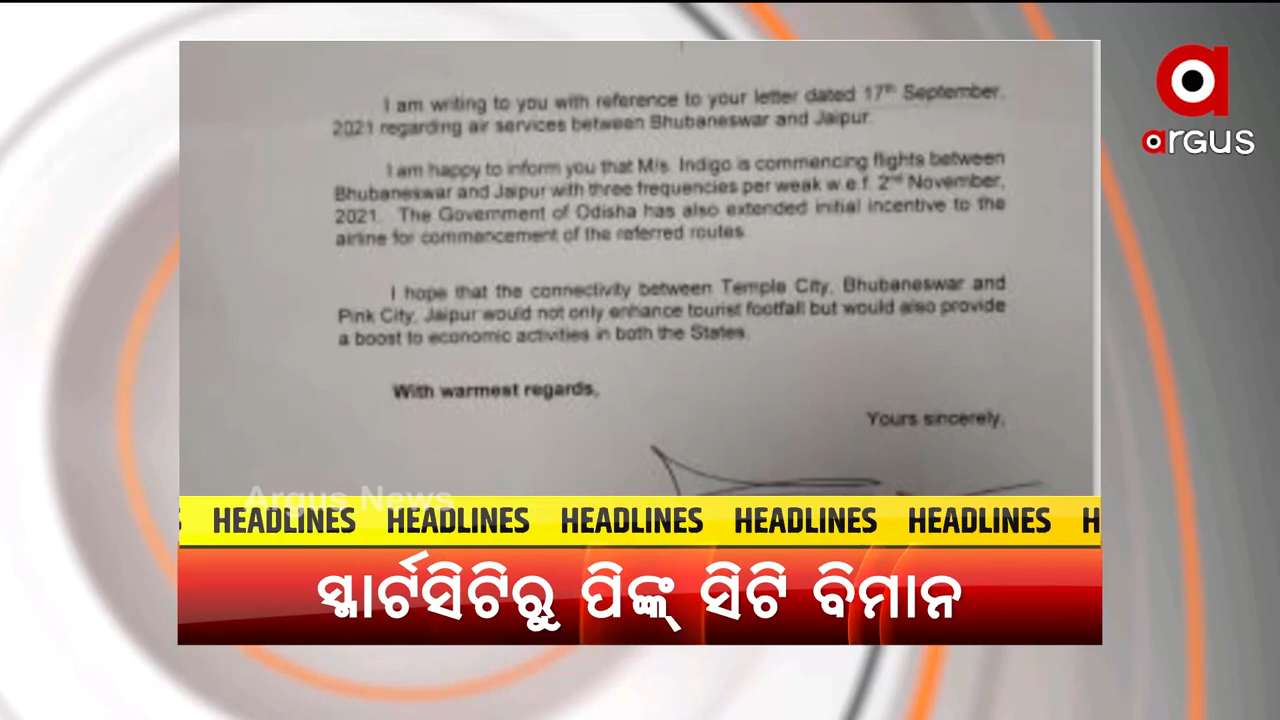 I am writing to you with reference to your letter dated 17th September,
2021 regarding air services between Bhubaneswar and Jaipur.
I am happy to inform you that M/s. Indigo is commencing flights between
Bhubaneswar and Jaipur with three frequencies per weak w.e.f. 2nd November,
2021. The Government of Odisha has also extended initial incentive to the
airline for commencement of the referred routes.
I hope that the connectivity between Temple City, Bhubaneswar and
Pink City, Jaipur would not only enhance tourist footfall but would also provide
a boost to economic activities in both the States.
With warmest regards,
Yours sincerely,
argus
Argus News
HEADLINES HEADLINES HEADLINES HEADLINES HEADLINES
ସ୍ମାର୍ଟସିଟିରୁ ପିଙ୍କ୍ ସିଟି ବିମାନ